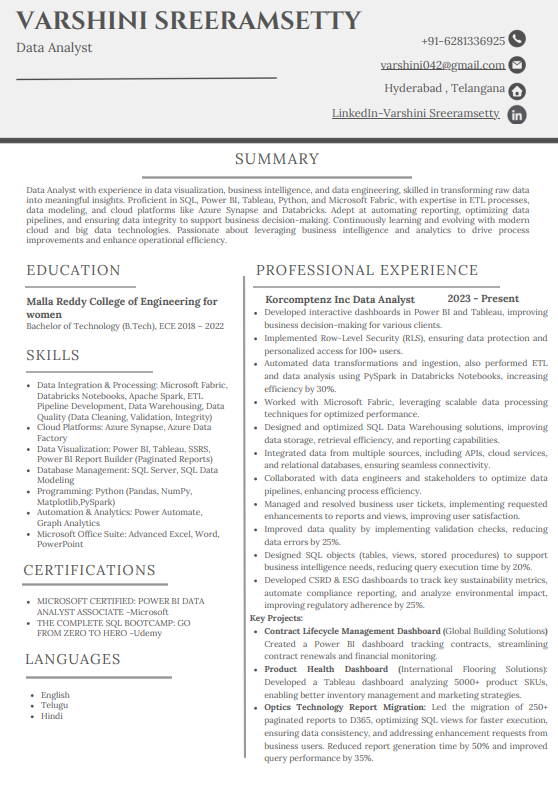 VARSHINI SREERAMSETTY
Data Analyst
+91-6281336925
varshini042@gmail.com
Hyderabad , Telangana
LinkedIn-Varshini Sreeramsetty
in
SUMMARY
Data Analyst with experience in data visualization, business intelligence, and data engineering, skilled in transforming raw data
into meaningful insights. Proficient in SQL, Power BI, Tableau, Python, and Microsoft Fabric, with expertise in ETL processes,
data modeling, and cloud platforms like Azure Synapse and Databricks. Adept at automating reporting, optimizing data
pipelines, and ensuring data integrity to support business decision-making. Continuously learning and evolving with modern
cloud and big data technologies. Passionate about leveraging business intelligence and analytics to drive process
improvements and enhance operational efficiency.
EDUCATION
Malla Reddy College of Engineering for
women
Bachelor of Technology (B.Tech), ECE 2018 – 2022
SKILLS
• Data Integration & Processing: Microsoft Fabric,
Databricks Notebooks, Apache Spark, ETL
Pipeline Development, Data Warehousing, Data
Quality (Data Cleaning, Validation, Integrity)
• Cloud Platforms: Azure Synapse, Azure Data
Factory
• Data Visualization: Power BI, Tableau, SSRS,
Power BI Report Builder (Paginated Reports)
• Database Management: SQL Server, SQL Data
Modeling
• Programming: Python (Pandas, NumPy,
Matplotlib,PySpark)
• Automation & Analytics: Power Automate,
Graph Analytics
• Microsoft Office Suite: Advanced Excel, Word,
PowerPoint
CERTIFICATIONS
• MICROSOFT CERTIFIED: POWER BI DATA
ANALYST ASSOCIATE -Microsoft
• THE COMPLETE SQL BOOTCAMP: GO
FROM ZERO TO HERO -Udemy
LANGUAGES
• English
• Telugu
• Hindi
PROFESSIONAL EXPERIENCE
Korcomptenz Inc Data Analyst 2023 - Present
• Developed interactive dashboards in Power BI and Tableau, improving
business decision-making for various clients.
• Implemented Row-Level Security (RLS), ensuring data protection and
personalized access for 100+ users.
• Automated data transformations and ingestion, also performed ETL
and data analysis using PySpark in Databricks Notebooks, increasing
efficiency by 30%.
• Worked with Microsoft Fabric, leveraging scalable data processing
techniques for optimized performance.
• Designed and optimized SQL Data Warehousing solutions, improving
data storage, retrieval efficiency, and reporting capabilities.
• Integrated data from multiple sources, including APIs, cloud services,
and relational databases, ensuring seamless connectivity.
• Collaborated with data engineers and stakeholders to optimize data
pipelines, enhancing process efficiency.
• Managed and resolved business user tickets, implementing requested
enhancements to reports and views, improving user satisfaction.
• Improved data quality by implementing validation checks, reducing
data errors by 25%.
• Designed SQL objects (tables, views, stored procedures) to support
business intelligence needs, reducing query execution time by 20%.
• Developed CSRD & ESG dashboards to track key sustainability metrics,
automate compliance reporting, and analyze environmental impact,
improving regulatory adherence by 25%.
Key Projects:
• Contract Lifecycle Management Dashboard (Global Building Solutions)
Created a Power BI dashboard tracking contracts, streamlining
contract renewals and financial monitoring.
• Product Health Dashboard (International Flooring Solutions):
Developed a Tableau dashboard analyzing 5000+ product SKUs,
enabling better inventory management and marketing strategies.
• Optics Technology Report Migration: Led the migration of 250+
paginated reports to D365, optimizing SQL views for faster execution,
ensuring data consistency, and addressing enhancement requests from
business users. Reduced report generation time by 50% and improved
query performance by 35%.